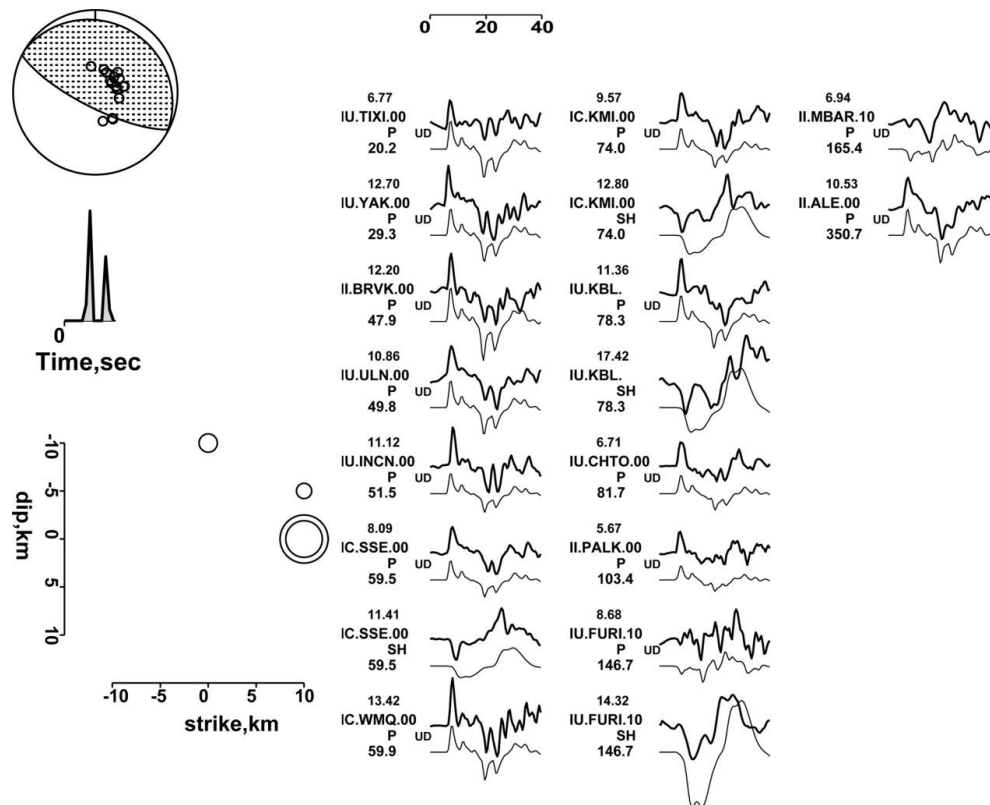 0 20 40
6.77
IU.TIXI.00
P UD
20.2
12.70
IU.YAK.00
P UD
29.3
12.20
II.BRVK.00
P UD
47.9
10.86
IU.ULN.00
P UD
49.8
11.12
IU.INCN.00
P UD
51.5
8.09
IC.SSE.00
P UD
59.5
11.41
IC.SSE.00
SH
59.5
13.42
IC.WMQ.00
P UD
59.9
9.57
IC.KMI.00
P UD
74.0
12.80
IC.KMI.00
SH
74.0
11.36
IU.KBL.
P UD
78.3
17.42
IU.KBL.
SH
78.3
6.71
IU.CHTO.00
P UD
81.7
5.67
II.PALK.00
P UD
103.4
8.68
IU.FURI.10
P UD
146.7
14.32
IU.FURI.10
SH
146.7
6.94
II.MBAR.10
P UD
165.4
10.53
II.ALE.00
P UD
350.7
0
Time,sec
-10
-5
0
5
10
dip,km
-10 -5 0 5 10
strike,km